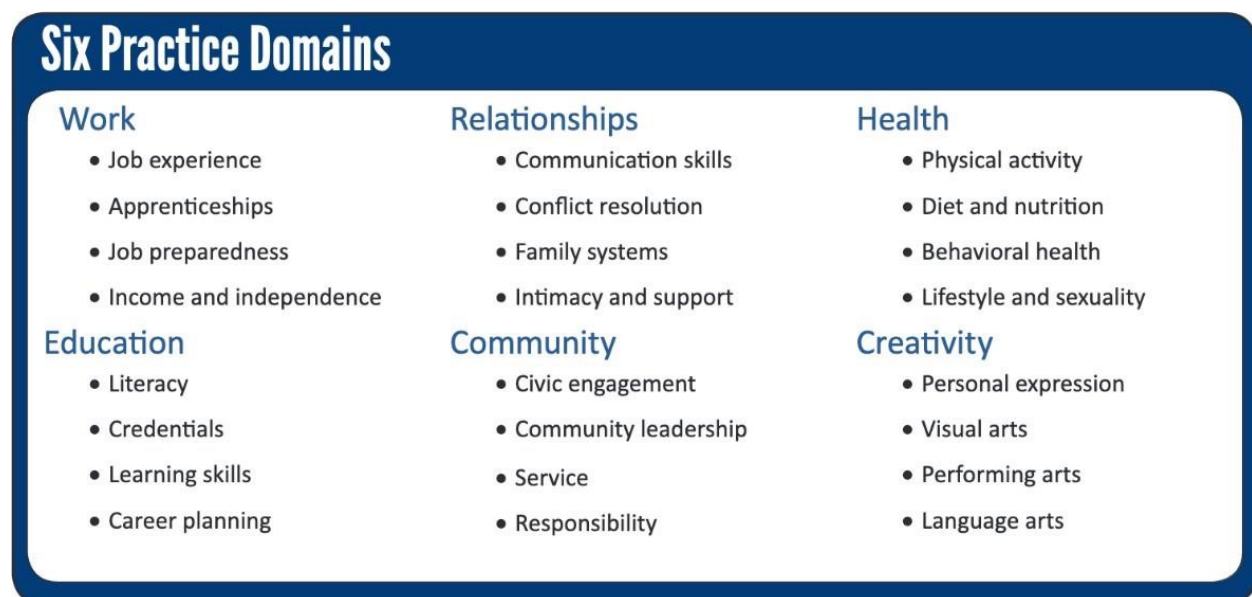 Six Practice Domains
Work
• Job experience
• Apprenticeships
• Job preparedness
• Income and independence
Relationships
• Communication skills
• Conflict resolution
• Family systems
• Intimacy and support
Health
• Physical activity
• Diet and nutrition
• Behavioral health
• Lifestyle and sexuality
Education
• Literacy
• Credentials
• Learning skills
• Career planning
Community
• Civic engagement
• Community leadership
• Service
• Responsibility
Creativity
• Personal expression
• Visual arts
• Performing arts
• Language arts